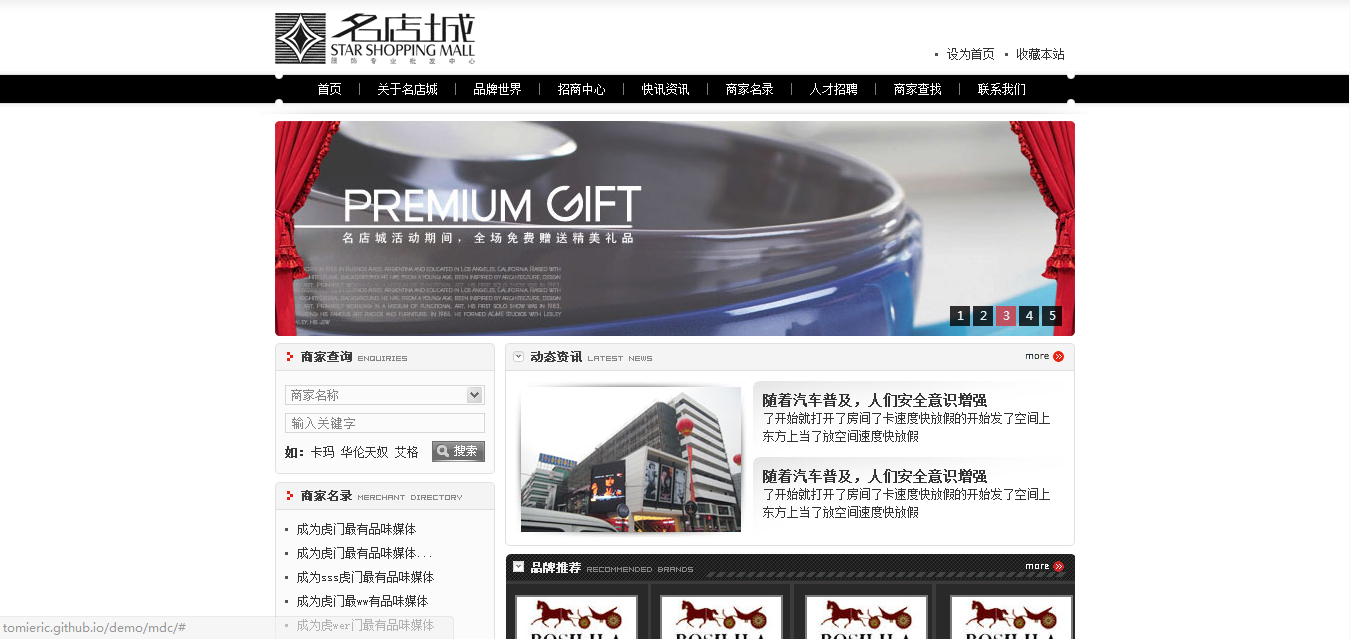 名店城
STAR SHOPPING MALL
服饰专业批发中心
设为首页 收藏本站
首页 关于名店城 品牌世界 招商中心 快讯资讯 商家名录 人才招聘 商家查找 联系我们
PREMIUM GIFT
名店城活动期间，全场免费赠送精美礼品
1 2 3 4 5
商家查询 ENQUIRIES
商家名称
输入关键字
如：卡玛 华伦天奴 艾格 搜索
商家名录 MERCHANT DIRECTORY
成为虎门最有品味媒体
成为虎门最有品味媒体...
成为sss虎门最有品味媒体
成为虎门最ww有品味媒体
成为虎wer门最有品味媒体
动态资讯 LATEST NEWS more
随着汽车普及，人们安全意识增强
了开始就打开了房间了卡速度快放假的开始发了空间上
东方上当了放空间速度快放假
随着汽车普及，人们安全意识增强
了开始就打开了房间了卡速度快放假的开始发了空间上
东方上当了放空间速度快放假
品牌推荐 RECOMMENDED BRANDS more
tomieric.github.io/demo/mdc/#